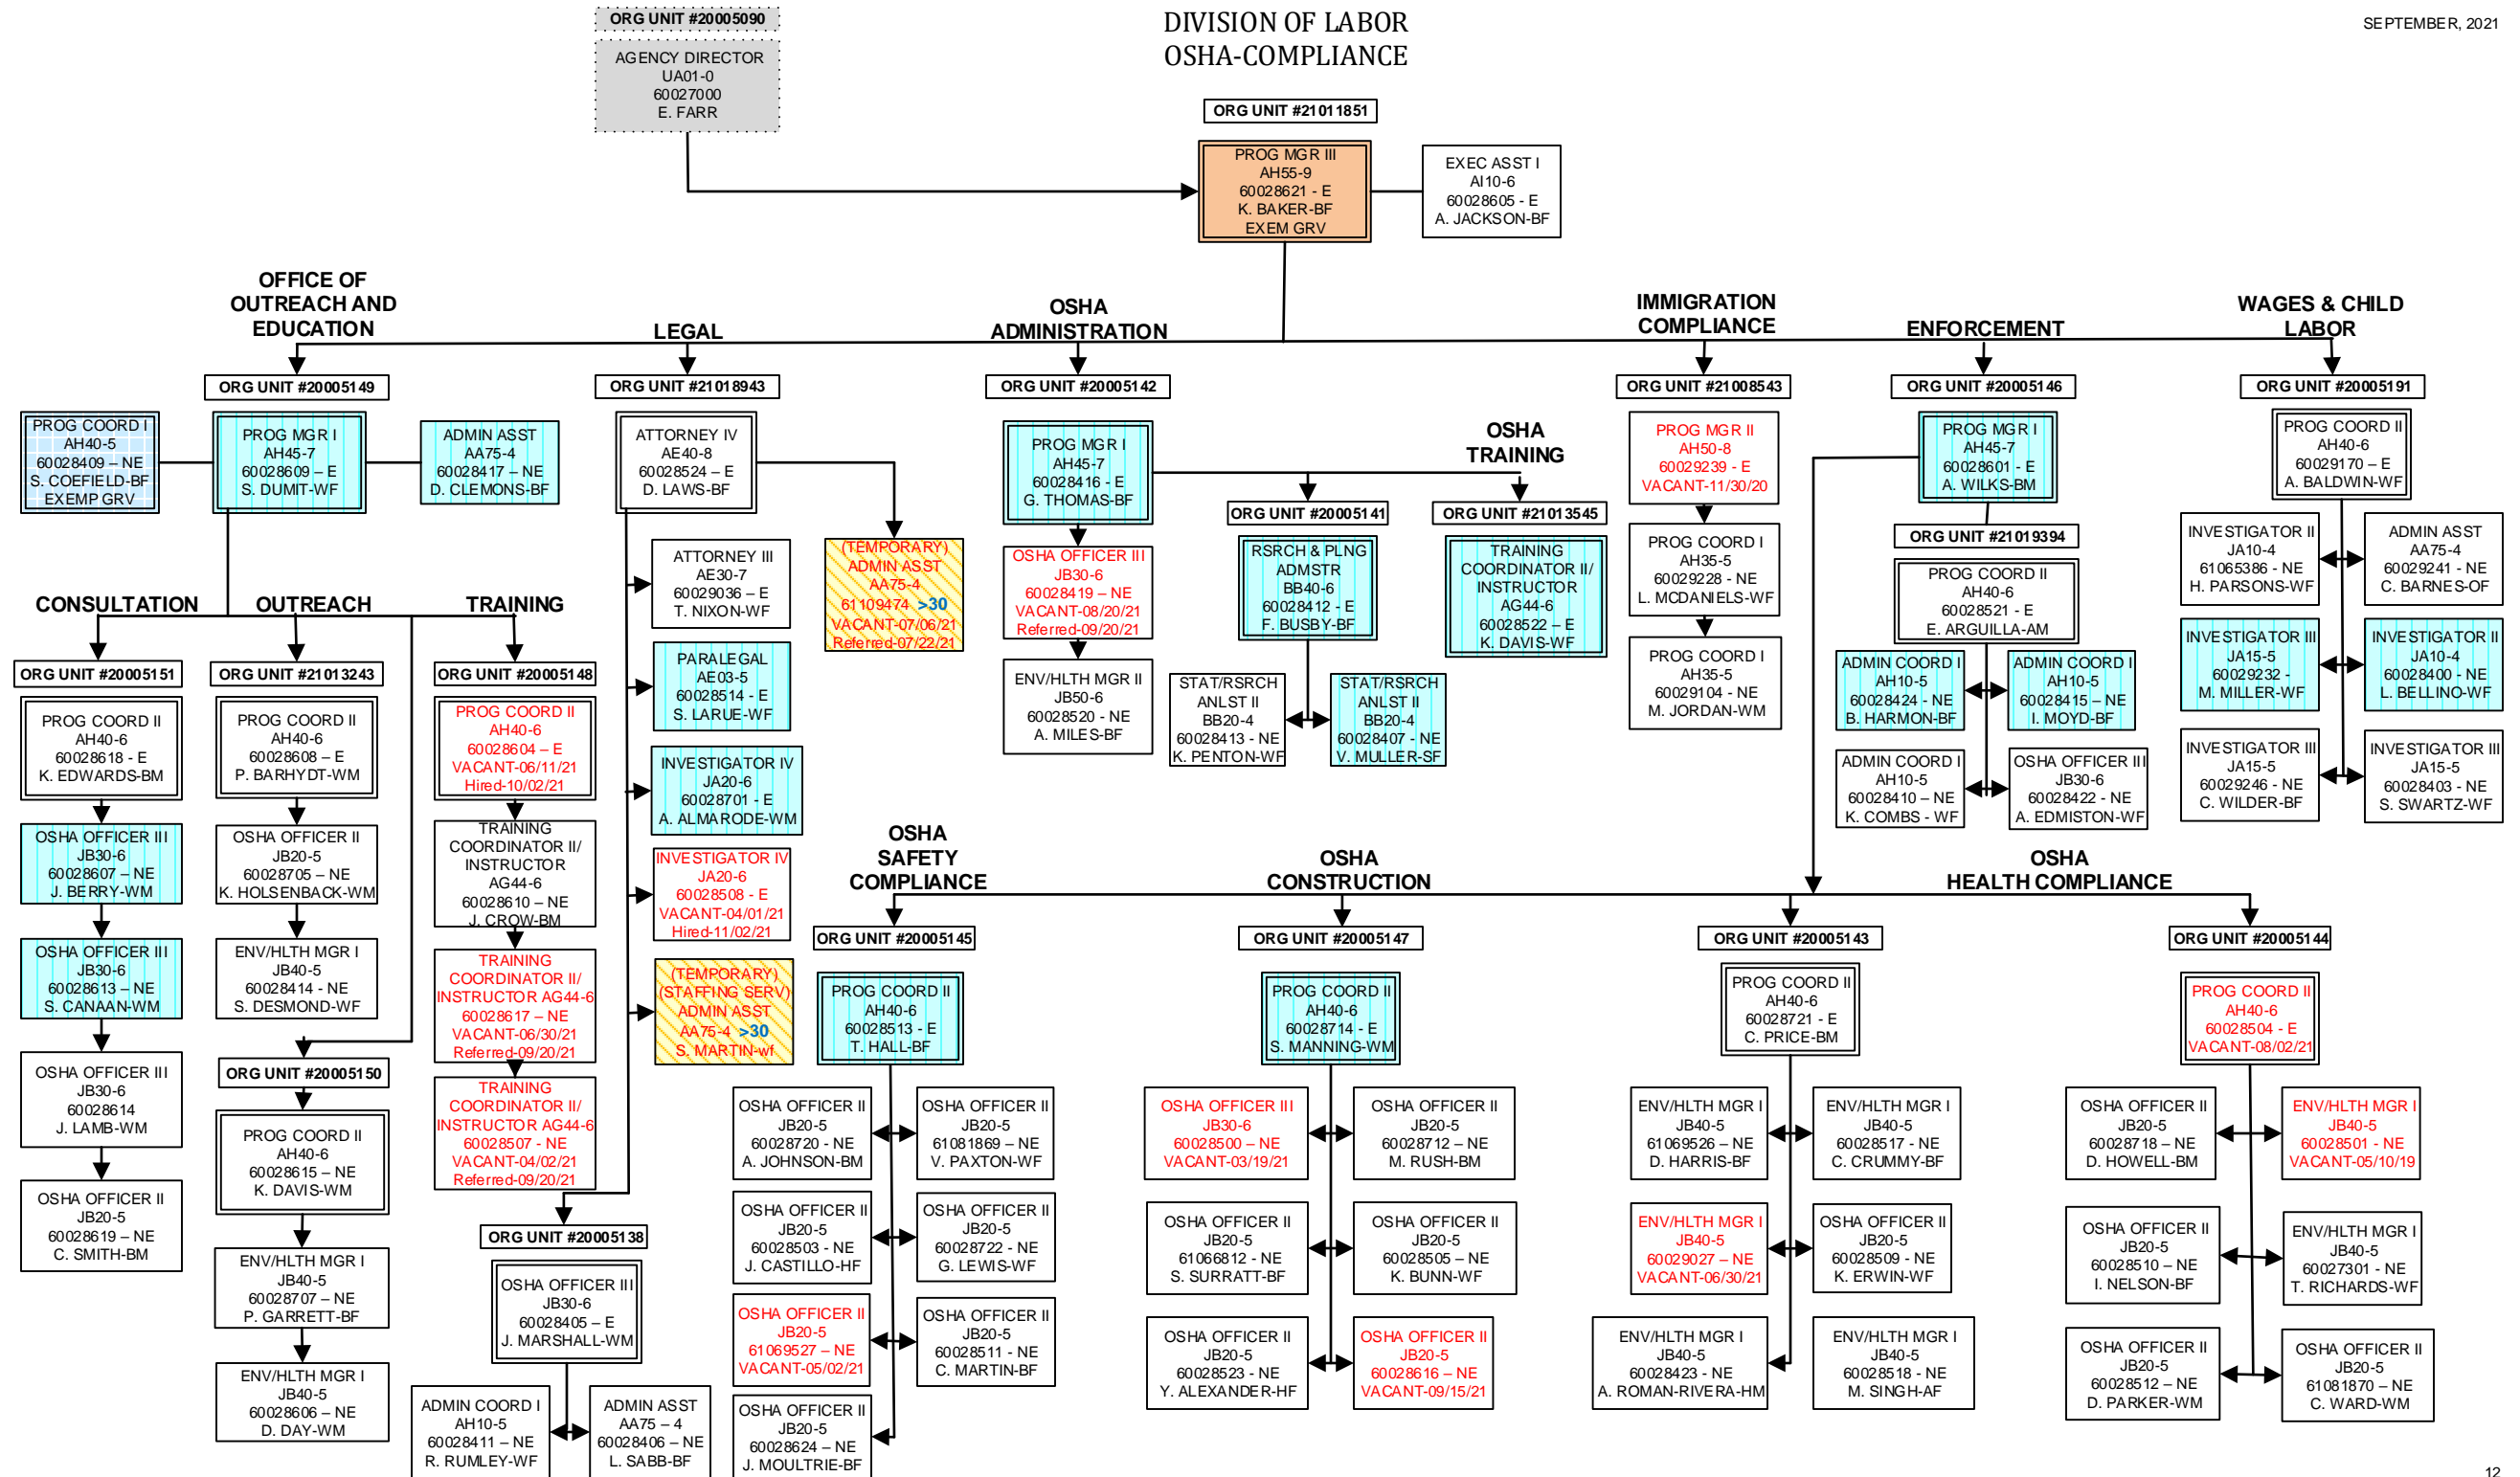 ORG UNIT #20005090
AGENCY DIRECTOR
UA01-0
60027000
E. FARR
DIVISION OF LABOR
OSHA-COMPLIANCE
SEPTEMBER, 2021
ORG UNIT #21011851
PROG MGR III
AH55-9
60028621 - E
K. BAKER-BF
EXEM GRV
EXEC ASST I
AI10-6
60028605 - E
A. JACKSON-BF
OFFICE OF
OUTREACH AND
EDUCATION
ORG UNIT #20005149
PROG COORD I
AH40-5
60028409 – NE
S. COEFIELD-BF
EXEMP GRV
PROG MGR I
AH45-7
60028609 – E
S. DUMIT-WF
ADMIN ASST
AA75-4
60028417 – NE
D. CLEMONS-BF
CONSULTATION
ORG UNIT #20005151
PROG COORD II
AH40-6
60028618 - E
K. EDWARDS-BM
OSHA OFFICER III
JB30-6
60028607 – NE
J. BERRY-WM
OSHA OFFICER III
JB30-6
60028613 – NE
S. CANAAN-WM
OSHA OFFICER III
JB30-6
60028614
J. LAMB-WM
OSHA OFFICER II
JB20-5
60028619 – NE
C. SMITH-BM
OUTREACH
ORG UNIT #21013243
PROG COORD II
AH40-6
60028608 – E
P. BARHYDT-WM
OSHA OFFICER II
JB20-5
60028705 – NE
K. HOLSENBACK-WM
ENV/HLTH MGR I
JB40-5
60028414 - NE
S. DESMOND-WF
ORG UNIT #20005150
PROG COORD II
AH40-6
60028615 – NE
K. DAVIS-WM
ENV/HLTH MGR I
JB40-5
60028707 – NE
P. GARRETT-BF
ENV/HLTH MGR I
JB40-5
60028606 – NE
D. DAY-WM
TRAINING
ORG UNIT #20005148
PROG COORD II
AH40-6
60028604 – E
VACANT-06/11/21
Hired-10/02/21
TRAINING
COORDINATOR II/
INSTRUCTOR
AG44-6
60028610 – NE
J. CROW-BM
TRAINING
COORDINATOR II/
INSTRUCTOR AG44-6
60028617 – NE
VACANT-06/30/21
Referred-09/20/21
TRAINING
COORDINATOR II/
INSTRUCTOR AG44-6
60028507 - NE
VACANT-04/02/21
Referred-09/20/21
LEGAL
ORG UNIT #21018943
ATTORNEY IV
AE40-8
60028524 – E
D. LAWS-BF
(TEMPORARY)
ADMIN ASST
AA75-4
61109474 >30
VACANT-07/06/21
Referred-07/22/21
ATTORNEY III
AE30-7
60029036 – E
T. NIXON-WF
PARALEGAL
AE03-5
60028514 - E
S. LARUE-WF
INVESTIGATOR IV
JA20-6
60028701 - E
A. ALMARODE-WM
INVESTIGATOR IV
JA20-6
60028508 - E
VACANT-04/01/21
Hired-11/02/21
(TEMPORARY)
(STAFFING SERV)
ADMIN ASST
AA75-4 >30
S. MARTIN-wf
ORG UNIT #20005138
OSHA OFFICER III
JB30-6
60028405 – E
J. MARSHALL-WM
ADMIN COORD I
AH10-5
60028411 – NE
R. RUMLEY-WF
ADMIN ASST
AA75 – 4
60028406 – NE
L. SABB-BF
OSHA
ADMINISTRATION
ORG UNIT #20005142
PROG MGR I
AH45-7
60028416 - E
G. THOMAS-BF
OSHA OFFICER III
JB30-6
60028419 – NE
VACANT-08/20/21
Referred-09/20/21
ENV/HLTH MGR II
JB50-6
60028520 - NE
A. MILES-BF
ORG UNIT #20005141
RSRCH & PLNG
ADMSTR
BB40-6
60028412 - E
F. BUSBY-BF
STAT/RSRCH
ANLST II
BB20-4
60028413 - NE
K. PENTON-WF
STAT/RSRCH
ANLST II
BB20-4
60028407 - NE
V. MULLER-SF
OSHA
TRAINING
ORG UNIT #21013545
TRAINING
COORDINATOR II/
INSTRUCTOR
AG44-6
60028522 – E
K. DAVIS-WF
IMMIGRATION
COMPLIANCE
ORG UNIT #21008543
PROG MGR II
AH50-8
60029239 - E
VACANT-11/30/20
PROG COORD I
AH35-5
60029228 - NE
L. MCDANIELS-WF
PROG COORD I
AH35-5
60029104 - NE
M. JORDAN-WM
ENFORCEMENT
ORG UNIT #20005146
PROG MGR I
AH45-7
60028601 - E
A. WILKS-BM
ORG UNIT #21019394
PROG COORD II
AH40-6
60028521 - E
E. ARGUILLA-AM
ADMIN COORD I
AH10-5
60028424 - NE
B. HARMON-BF
ADMIN COORD I
AH10-5
60028415 – NE
I. MOYD-BF
ADMIN COORD I
AH10-5
60028410 – NE
K. COMBS - WF
OSHA OFFICER III
JB30-6
60028422 - NE
A. EDMISTON-WF
WAGES & CHILD
LABOR
ORG UNIT #20005191
PROG COORD II
AH40-6
60029170 – E
A. BALDWIN-WF
INVESTIGATOR II
JA10-4
61065386 - NE
H. PARSONS-WF
ADMIN ASST
AA75-4
60029241 - NE
C. BARNES-OF
INVESTIGATOR III
JA15-5
60029232 -
M. MILLER-WF
INVESTIGATOR II
JA10-4
60028400 - NE
L. BELLINO-WF
INVESTIGATOR III
JA15-5
60029246 - NE
C. WILDER-BF
INVESTIGATOR III
JA15-5
60028403 - NE
S. SWARTZ-WF
OSHA
SAFETY
COMPLIANCE
ORG UNIT #20005145
PROG COORD II
AH40-6
60028513 - E
T. HALL-BF
OSHA OFFICER II
JB20-5
60028720 - NE
A. JOHNSON-BM
OSHA OFFICER II
JB20-5
61081869 – NE
V. PAXTON-WF
OSHA OFFICER II
JB20-5
60028503 - NE
J. CASTILLO-HF
OSHA OFFICER II
JB20-5
60028722 - NE
G. LEWIS-WF
OSHA OFFICER II
JB20-5
61069527 – NE
VACANT-05/02/21
OSHA OFFICER II
JB20-5
60028511 - NE
C. MARTIN-BF
OSHA OFFICER II
JB20-5
60028624 – NE
J. MOULTRIE-BF
OSHA
CONSTRUCTION
ORG UNIT #20005147
PROG COORD II
AH40-6
60028714 - E
S. MANNING-WM
OSHA OFFICER III
JB30-6
60028500 – NE
VACANT-03/19/21
OSHA OFFICER II
JB20-5
60028712 – NE
M. RUSH-BM
OSHA OFFICER II
JB20-5
61066812 - NE
S. SURRATT-BF
OSHA OFFICER II
JB20-5
60028505 – NE
K. BUNN-WF
OSHA OFFICER II
JB20-5
60028523 - NE
Y. ALEXANDER-HF
OSHA OFFICER II
JB20-5
60028616 – NE
VACANT-09/15/21
ORG UNIT #20005143
PROG COORD II
AH40-6
60028721 - E
C. PRICE-BM
ENV/HLTH MGR I
JB40-5
61069526 – NE
D. HARRIS-BF
ENV/HLTH MGR I
JB40-5
60028517 - NE
C. CRUMMY-BF
ENV/HLTH MGR I
JB40-5
60029027 – NE
VACANT-06/30/21
OSHA OFFICER II
JB20-5
60028509 - NE
K. ERWIN-WF
ENV/HLTH MGR I
JB40-5
60028423 – NE
A. ROMAN-RIVERA-HM
ENV/HLTH MGR I
JB40-5
60028518 - NE
M. SINGH-AF
OSHA
HEALTH COMPLIANCE
ORG UNIT #20005144
PROG COORD II
AH40-6
60028504 - E
VACANT-08/02/21
OSHA OFFICER II
JB20-5
60028718 – NE
D. HOWELL-BM
ENV/HLTH MGR I
JB40-5
60028501 - NE
VACANT-05/10/19
OSHA OFFICER II
JB20-5
60028510 – NE
I. NELSON-BF
ENV/HLTH MGR I
JB40-5
60027301 - NE
T. RICHARDS-WF
OSHA OFFICER II
JB20-5
60028512 – NE
D. PARKER-WM
OSHA OFFICER II
JB20-5
61081870 – NE
C. WARD-WM
12